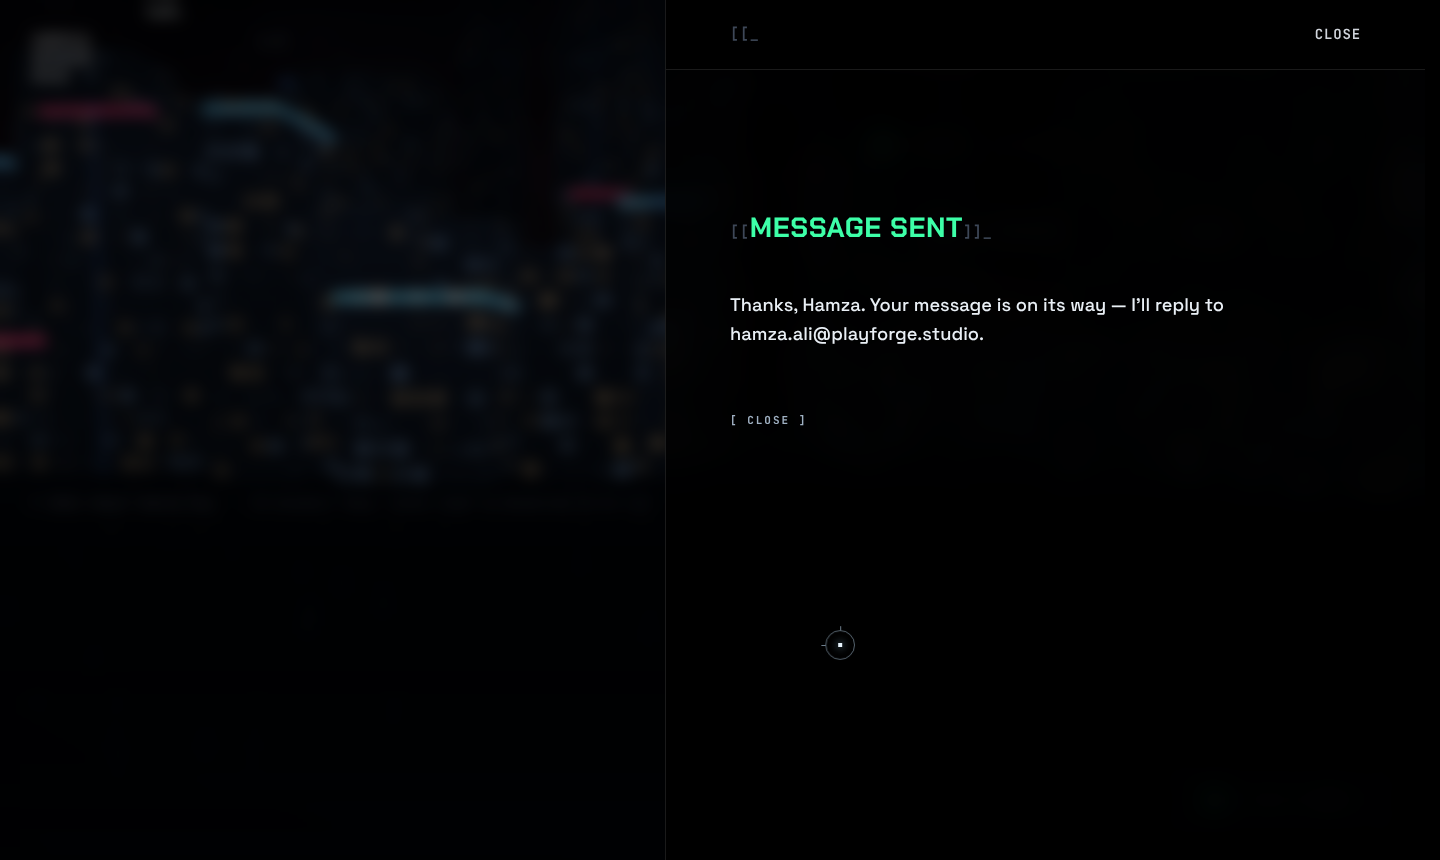 [[_
CLOSE
[[MESSAGE SENT]]_
Thanks, Hamza. Your message is on its way — I’ll reply to
hamza.ali@playforge.studio.
[ CLOSE ]